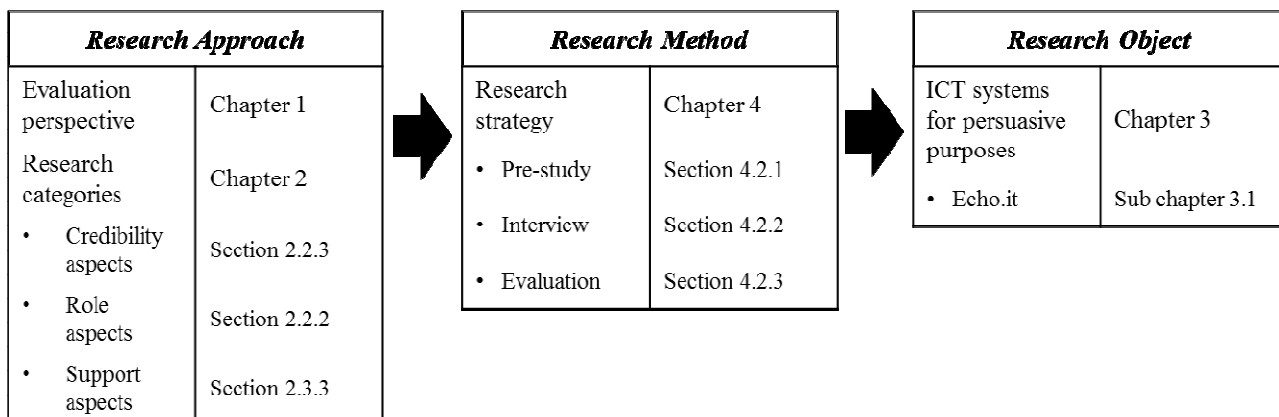 Research Approach
Evaluation
perspective
Chapter 1
Research
categories
Chapter 2
• Credibility
aspects
Section 2.2.3
• Role
aspects
Section 2.2.2
• Support
aspects
Section 2.3.3
Research Method
Research
strategy
Chapter 4
• Pre-study
Section 4.2.1
• Interview
Section 4.2.2
• Evaluation
Section 4.2.3
Research Object
ICT systems
for persuasive
purposes
Chapter 3
• Echo.it
Sub chapter 3.1